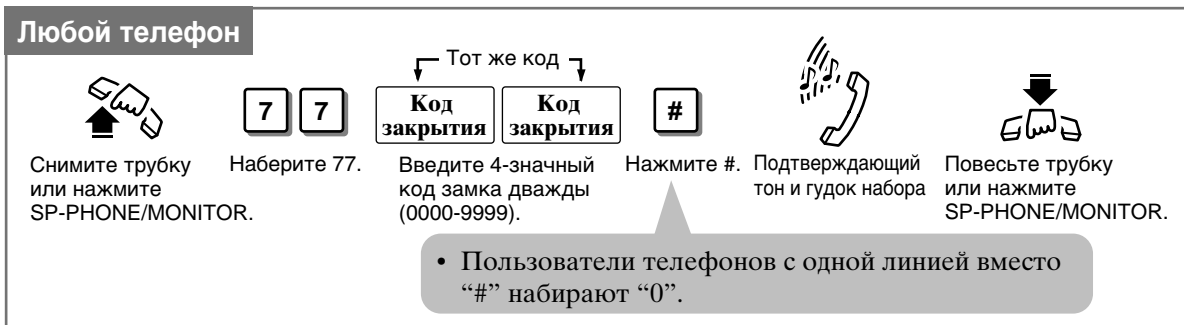 Любой телефон
Тот же код
7 7
Код закрытия
Код закрытия
#
Снимите трубку
или нажмите
SP-PHONE/MONITOR.
Наберите 77.
Введите 4-значный
код замка дважды
(0000-9999).
Нажмите #.
Подтверждающий
тон и гудок набора
Повесьте трубку
или нажмите
SP-PHONE/MONITOR.
• Пользователи телефонов с одной линией вместо
“#” набирают “0”.